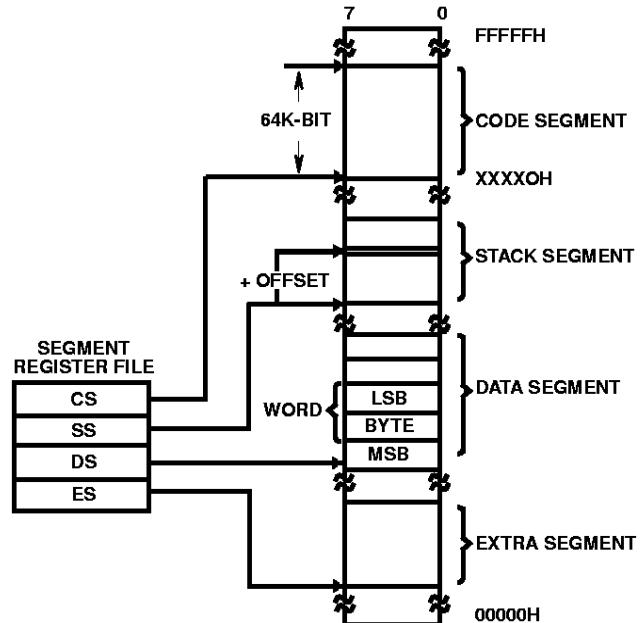 7 0
FFFFFH
64K-BIT
CODE SEGMENT
XXXXOH
STACK SEGMENT
+ OFFSET
SEGMENT
REGISTER FILE
CS
SS
DS
ES
WORD
LSB
BYTE
MSB
DATA SEGMENT
EXTRA SEGMENT
00000H